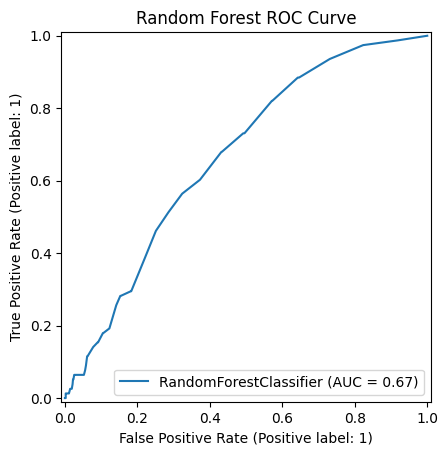 Random Forest ROC Curve
True Positive Rate (Positive label: 1)
1.0
0.8
0.6
0.4
0.2
0.0
RandomForestClassifier (AUC = 0.67)
0.0 0.2 0.4 0.6 0.8 1.0
False Positive Rate (Positive label: 1)